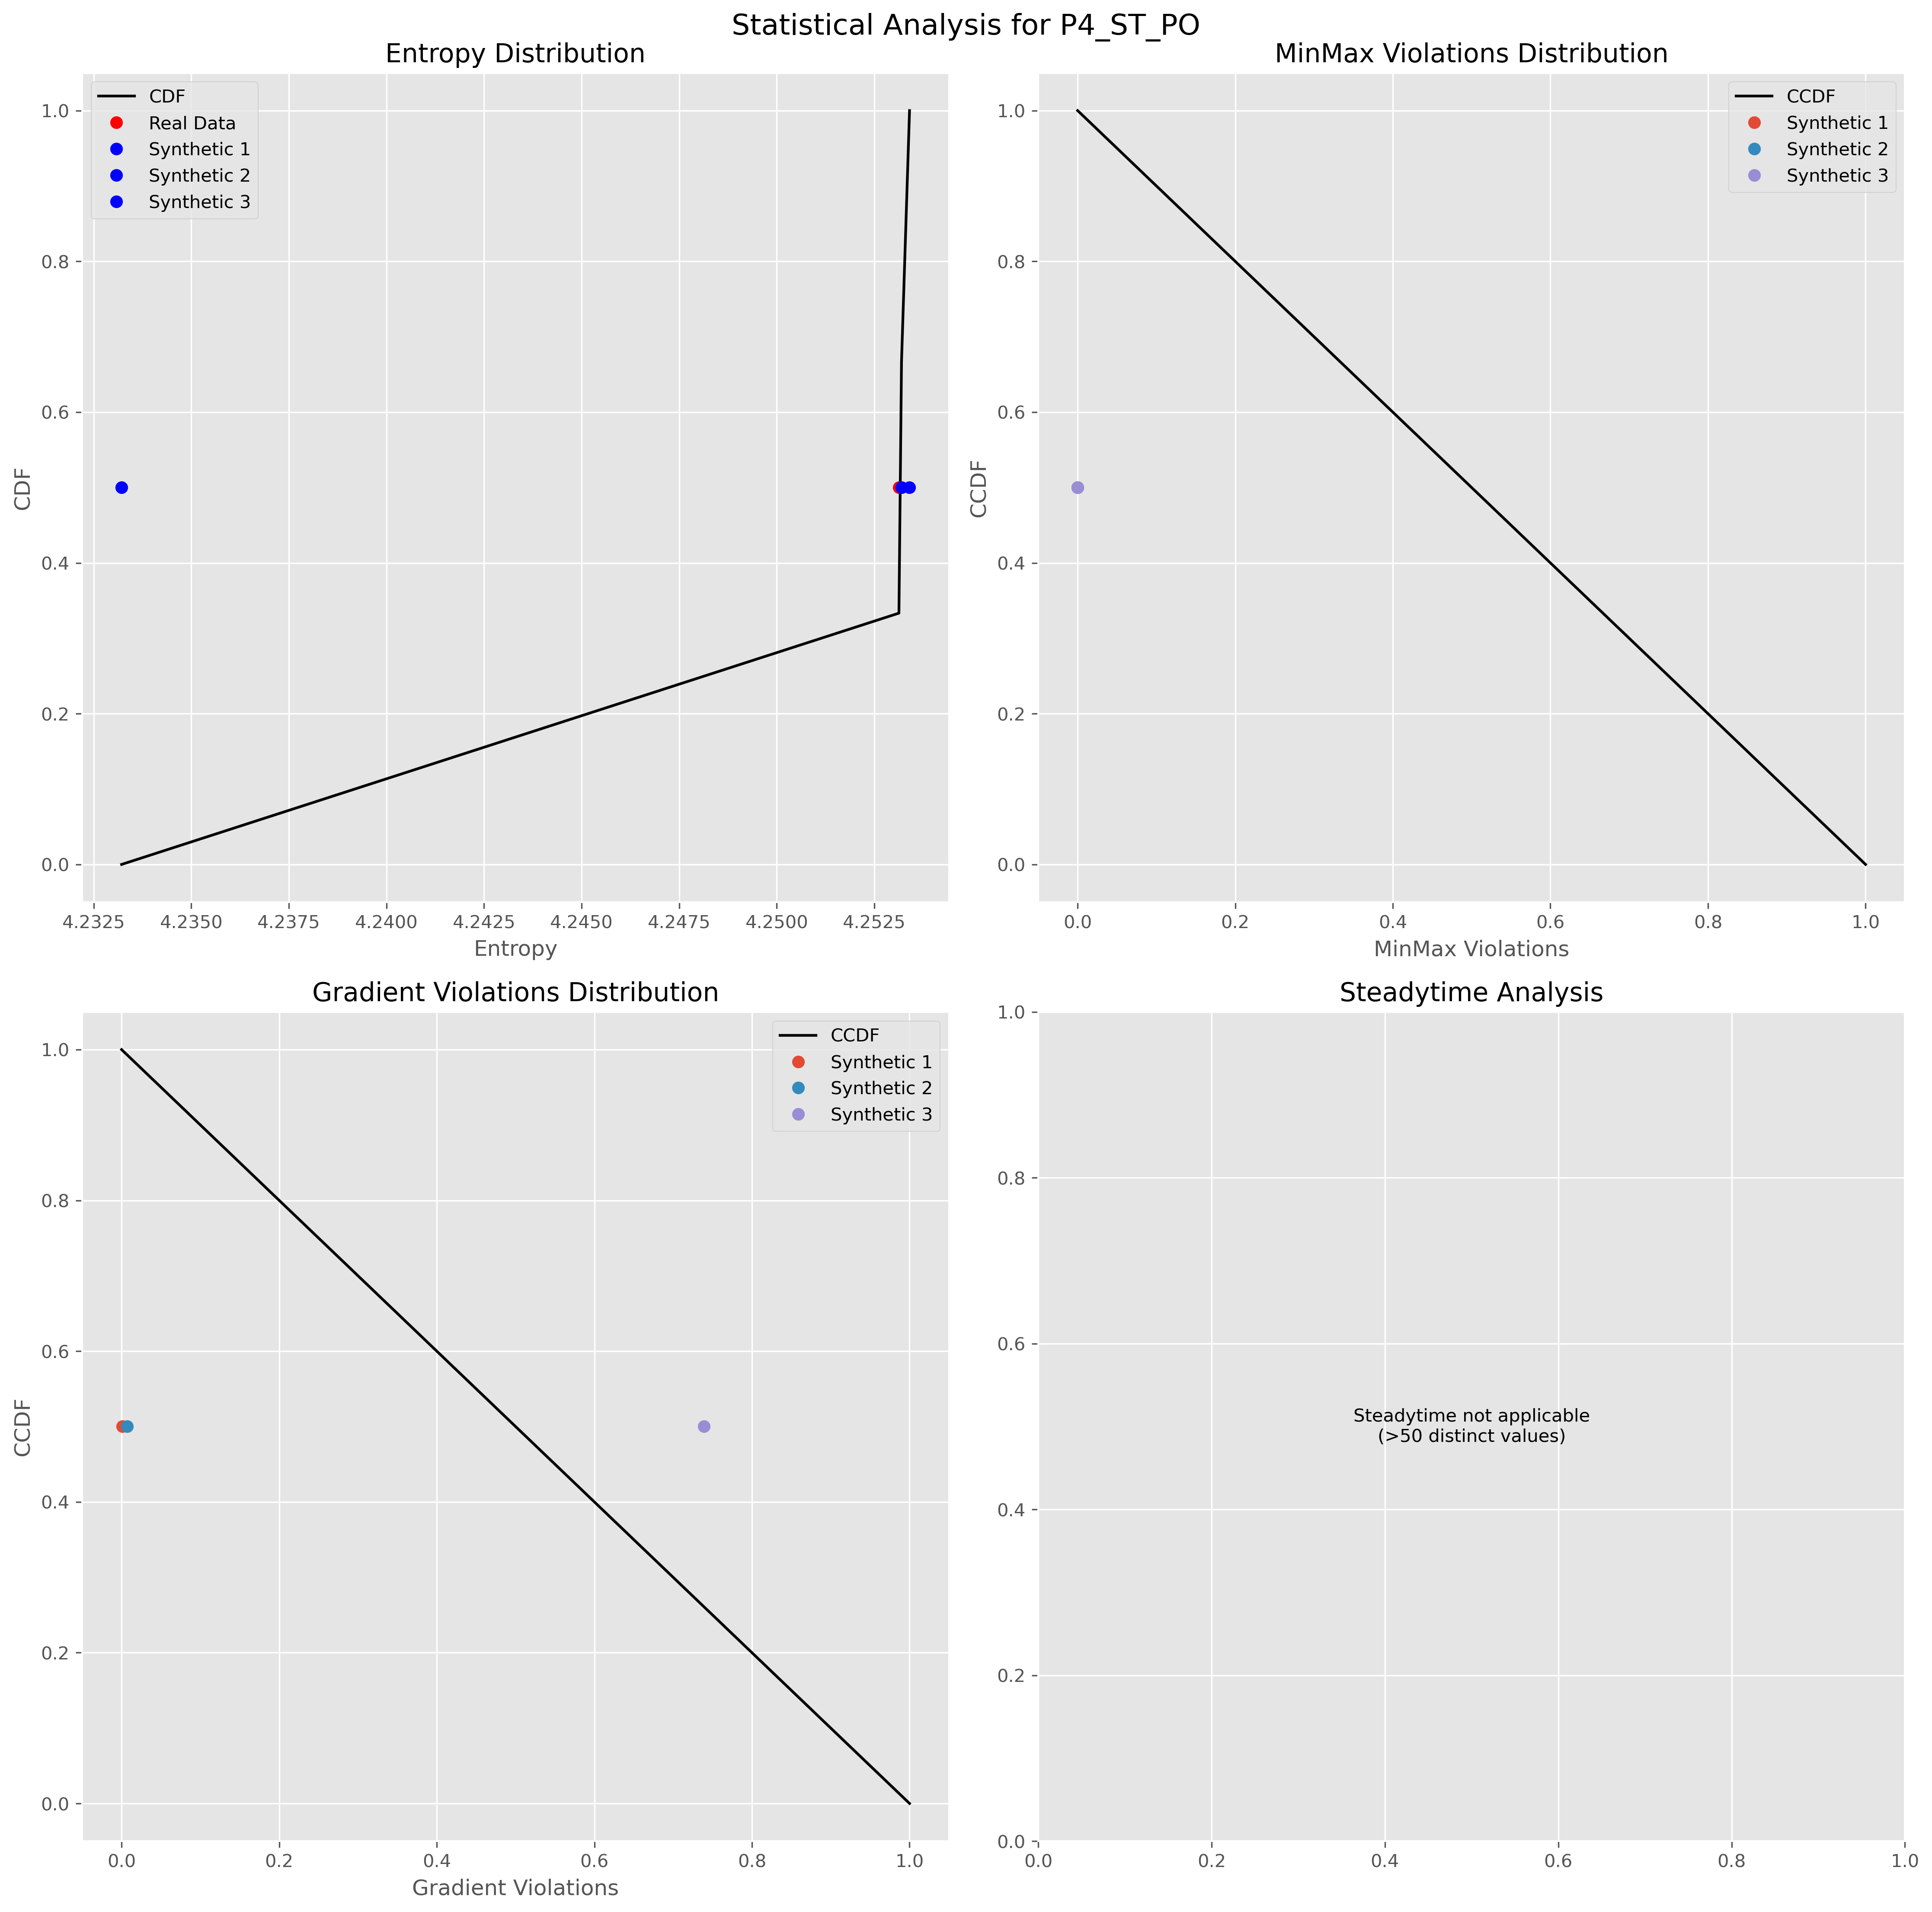 Statistical Analysis for P4_ST_PO
Entropy Distribution
CDF
Real Data
Synthetic 1
Synthetic 2
Synthetic 3
1.0
0.8
0.6
0.4
0.2
0.0
CDF
4.2325 4.2350 4.2375 4.2400 4.2425 4.2450 4.2475 4.2500 4.2525
Entropy
MinMax Violations Distribution
CCDF
Synthetic 1
Synthetic 2
Synthetic 3
1.0
0.8
0.6
0.4
0.2
0.0
CCDF
0.0 0.2 0.4 0.6 0.8 1.0
MinMax Violations
Gradient Violations Distribution
CCDF
Synthetic 1
Synthetic 2
Synthetic 3
1.0
0.8
0.6
0.4
0.2
0.0
CCDF
0.0 0.2 0.4 0.6 0.8 1.0
Gradient Violations
Steadytime Analysis
1.0
0.8
0.6
0.4
0.2
0.0
Steadytime not applicable
(>50 distinct values)
0.0 0.2 0.4 0.6 0.8 1.0